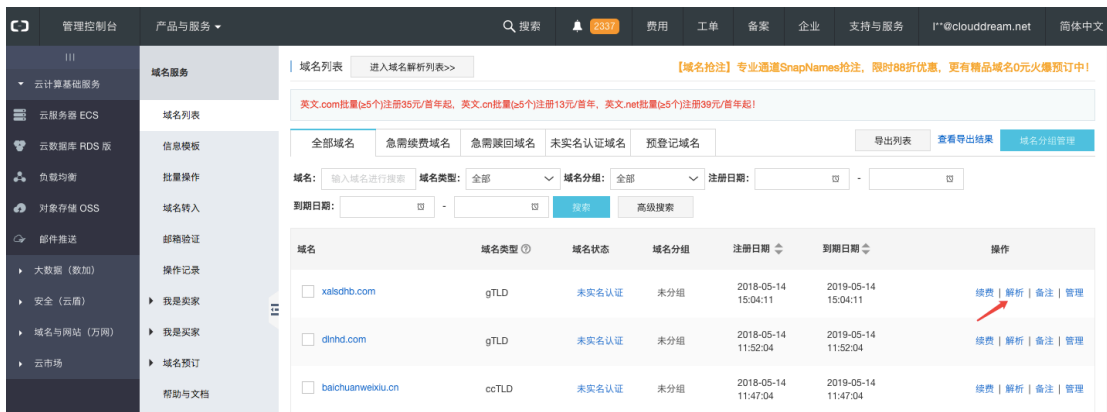 管理控制台 产品与服务 搜索 2337 费用 工单 备案 企业 支持与服务 l**@clouddream.net 简体中文
云计算基础服务
云服务器 ECS
云数据库 RDS 版
负载均衡
对象存储 OSS
邮件推送
大数据（数加）
安全（云盾）
域名与网站（万网）
云市场
域名服务
域名列表
信息模板
批量操作
域名转入
邮箱验证
操作记录
我是卖家
我是买家
域名预订
帮助与文档
域名列表 进入域名解析列表>> 【域名抢注】专业通道SnapNames抢注，限时88折优惠，更有精品域名0元火爆预订中！
英文.com批量(≥5个)注册35元/首年起，英文.cn批量(≥5个)注册13元/首年，英文.net批量(≥5个)注册39元/首年起！
全部域名 急需续费域名 急需赎回域名 未实名认证域名 预登记域名 导出列表 查看导出结果 域名分组管理
域名： 输入域名进行搜索 域名类型： 全部 域名分组： 全部 注册日期： -
到期日期： - 搜索 高级搜索
域名 域名类型 域名状态 域名分组 注册日期 到期日期 操作
xalsdhb.com gTLD 未实名认证 未分组 2018-05-14 15:04:11 2019-05-14 15:04:11 续费 | 解析 | 备注 | 管理
dlnhd.com gTLD 未实名认证 未分组 2018-05-14 11:52:04 2019-05-14 11:52:04 续费 | 解析 | 备注 | 管理
baichuanweixiu.cn ccTLD 未实名认证 未分组 2018-05-14 11:47:04 2019-05-14 11:47:04 续费 | 解析 | 备注 | 管理